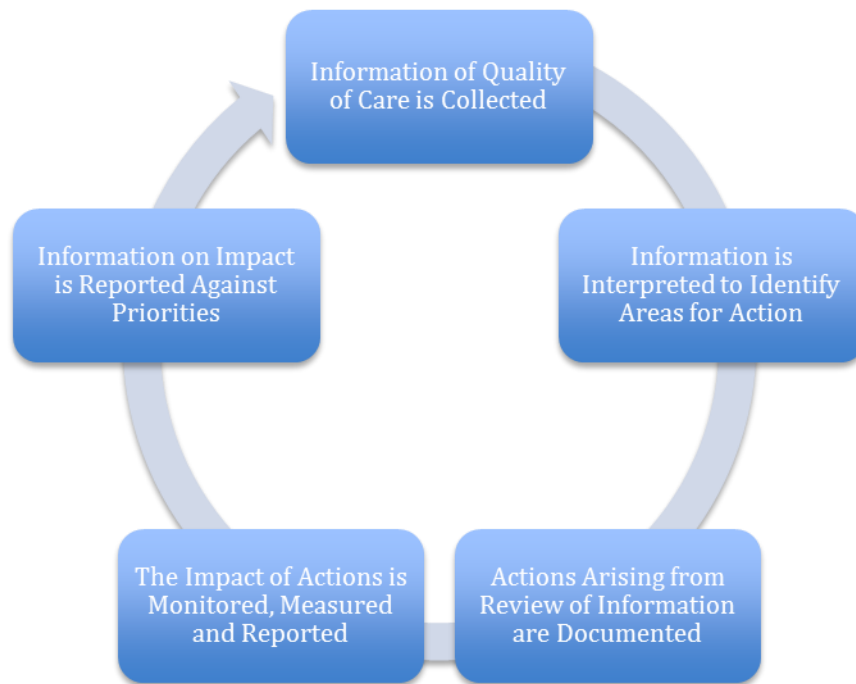 Information of Quality
of Care is Collected
Information is
Interpreted to Identify
Areas for Action
Actions Arising from
Review of Information
are Documented
The Impact of Actions is
Monitored, Measured
and Reported
Information on Impact
is Reported Against
Priorities